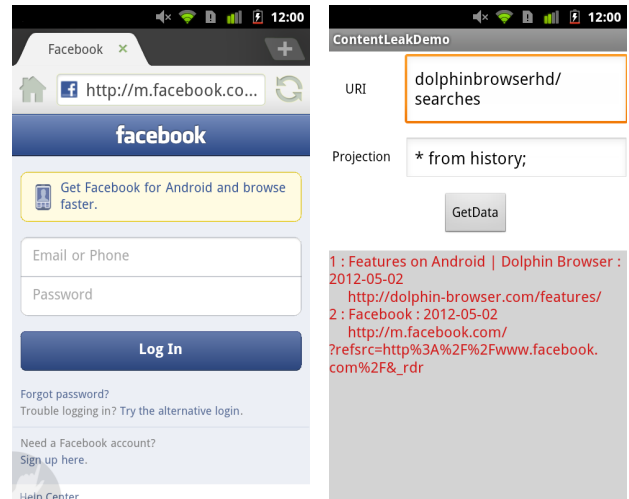 12:00
Facebook ×
http://m.facebook.co...
facebook
Get Facebook for Android and browse
faster.
Email or Phone
Password
Log In
Forgot password?
Trouble logging in? Try the alternative login.
Need a Facebook account?
Sign up here.
Help Center
12:00
ContentLeakDemo
URI
dolphinbrowserhd/
searches
Projection
* from history;
GetData
1 : Features on Android | Dolphin Browser :
2012-05-02
http://dolphin-browser.com/features/
2 : Facebook : 2012-05-02
http://m.facebook.com/
?refsrc=http%3A%2F%2Fwww.facebook.
com%2F&_rdr